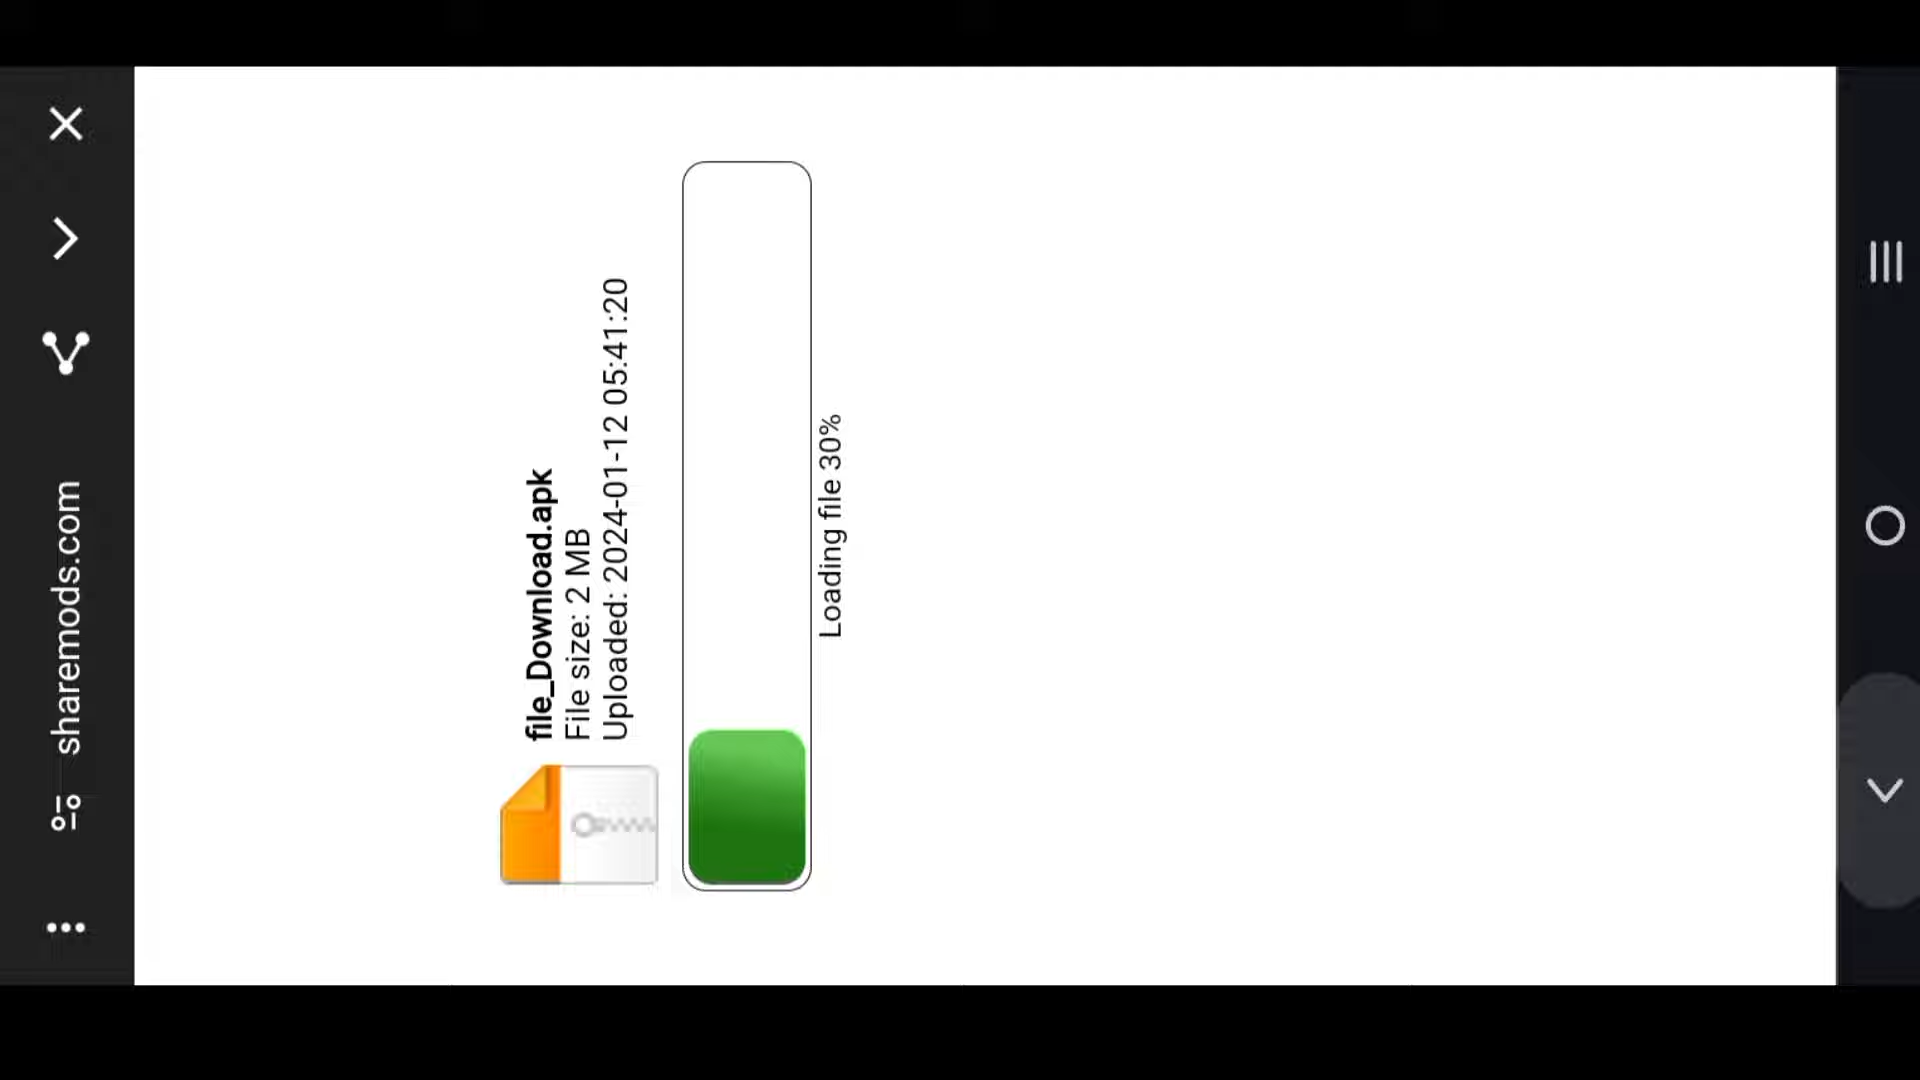 sharemods.com
file_Download.apk
File size: 2 MB
Uploaded: 2024-01-12 05:41:20
Loading file 30%